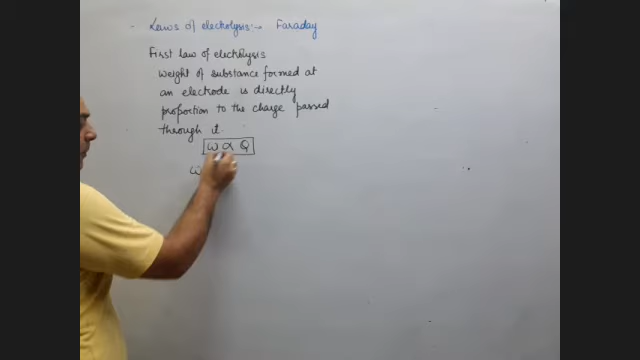 Laws of electrolysis:- Faraday
First law of electrolysis
Weight of substance formed at
an electrode is directly
proportion to the charge passed
through it.
W ∝ Q
W